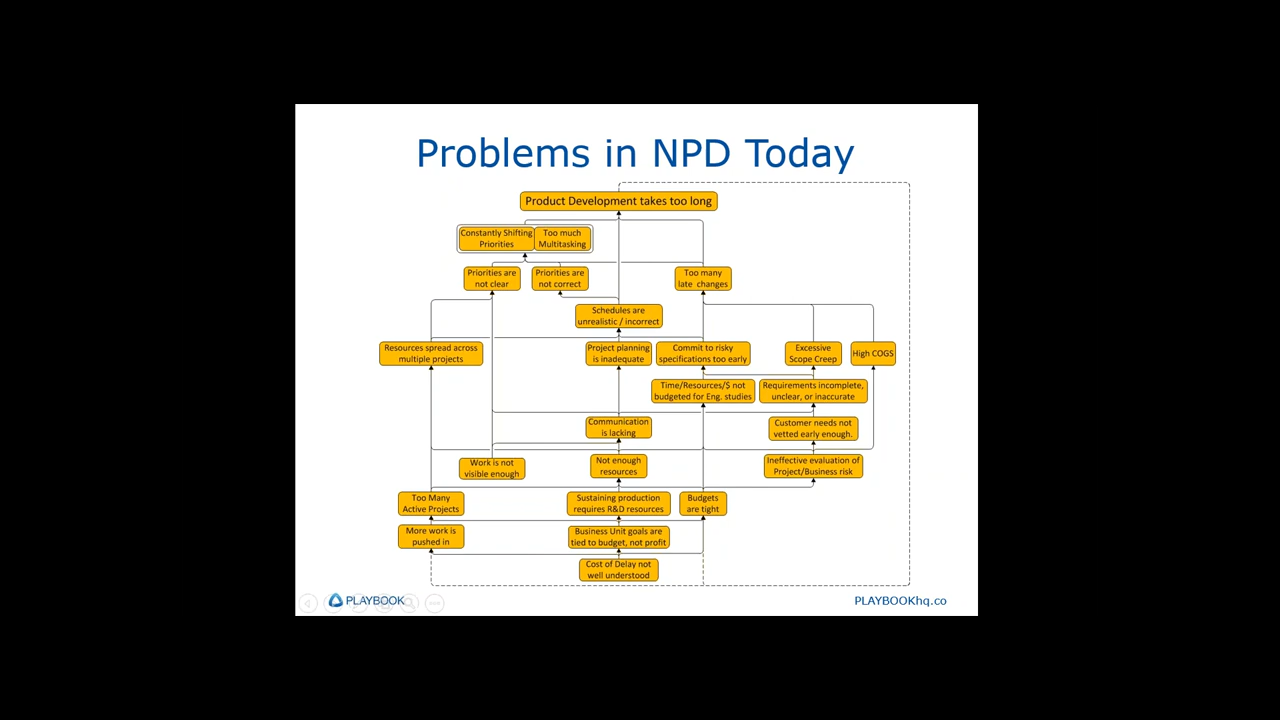 Problems in NPD Today
Product Development takes too long
Constantly Shifting
Priorities
Too much
Multitasking
Priorities are
not clear
Priorities are
not correct
Too many
late changes
Schedules are
unrealistic / incorrect
Resources spread across
multiple projects
Project planning
is inadequate
Commit to risky
specifications too early
Excessive
Scope Creep
High COGS
Time/Resources/$ not
budgeted for Eng. studies
Requirements incomplete,
unclear, or inaccurate
Communication
is lacking
Customer needs not
vetted early enough.
Work is not
visible enough
Not enough
resources
Ineffective evaluation of
Project/Business risk
Too Many
Active Projects
Sustaining production
requires R&D resources
Budgets
are tight
More work is
pushed in
Business Unit goals are
tied to budget, not profit
Cost of Delay not
well understood
PLAYBOOK
PLAYBOOKhq.co